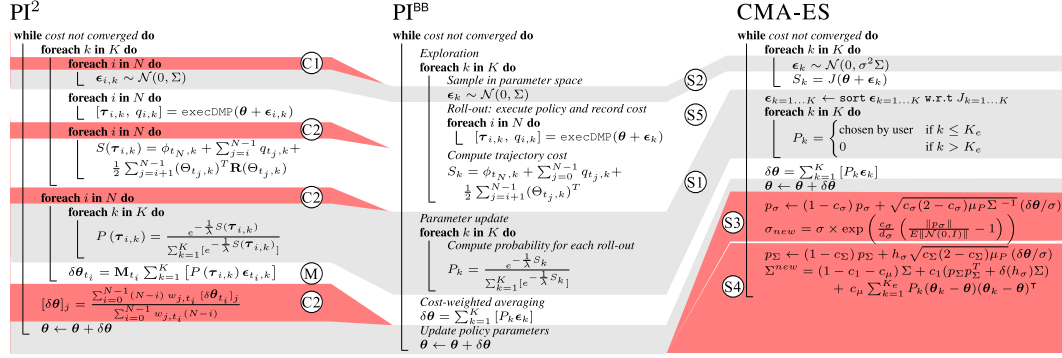 PI²
while cost not converged do
foreach k in K do
foreach i in N do
ϵ_{i,k} ∼ N(0, Σ)
foreach i in N do
[τ_{i,k}, q_{i,k}] = execDMP(θ + ϵ_{i,k})
foreach i in N do
S(τ_{i,k}) = ϕ_{t_N,k} + ∑_{j=i}^{N−1} q_{t_j,k} +
½ ∑_{j=i+1}^{N−1} (Θ_{t_j,k})^T R(Θ_{t_j,k})
foreach i in N do
foreach k in K do
P(τ_{i,k}) = e^{−(1/λ)S(τ_{i,k})} / ∑_{k=1}^{K} [e^{−(1/λ)S(τ_{i,k})}]
δθ_{t_i} = M_{t_i} ∑_{k=1}^{K} [P(τ_{i,k}) ϵ_{t_i,k}]
[δθ]_j = ∑_{i=0}^{N−1} (N−i) w_{j,t_i} [δθ_{t_i}]_j / ∑_{i=0}^{N−1} w_{j,t_i} (N−i)
θ ← θ + δθ
C1
C2
C2
M
C2
PI^BB
while cost not converged do
Exploration
foreach k in K do
Sample in parameter space
ϵ_k ∼ N(0, Σ)
Roll-out: execute policy and record cost
foreach i in N do
[τ_{i,k}, q_{i,k}] = execDMP(θ + ϵ_k)
Compute trajectory cost
S_k = ϕ_{t_N,k} + ∑_{j=0}^{N−1} q_{t_j,k} +
½ ∑_{j=i+1}^{N−1} (Θ_{t_j,k})^T
Parameter update
foreach k in K do
Compute probability for each roll-out
P_k = e^{−(1/λ)S_k} / ∑_{k=1}^{K} [e^{−(1/λ)S_k}]
Cost-weighted averaging
δθ = ∑_{k=1}^{K} [P_k ϵ_k]
Update policy parameters
θ ← θ + δθ
S2
S5
S1
S3
S4
CMA-ES
while cost not converged do
foreach k in K do
ϵ_k ∼ N(0, σ²Σ)
S_k = J(θ + ϵ_k)
ϵ_{k=1...K} ← sort ϵ_{k=1...K} w.r.t J_{k=1...K}
foreach k in K do
P_k = { chosen by user if k ≤ K_e
0 if k > K_e
δθ = ∑_{k=1}^{K} [P_k ϵ_k]
θ ← θ + δθ
p_σ ← (1 − c_σ) p_σ + √(c_σ(2 − c_σ)μ_P Σ^{−1}) (δθ/σ)
σ_{new} = σ × exp ( (c_σ/d_σ) ( ‖p_σ‖ / E‖N(0,I)‖ − 1 ) )
p_Σ ← (1 − c_Σ) p_Σ + h_σ √(c_Σ(2 − c_Σ)μ_P) (δθ/σ)
Σ^{new} = (1 − c_1 − c_μ) Σ + c_1(p_Σ p_Σ^T + δ(h_σ)Σ)
+ c_μ ∑_{k=1}^{K_e} P_k(θ_k − θ)(θ_k − θ)^⊤